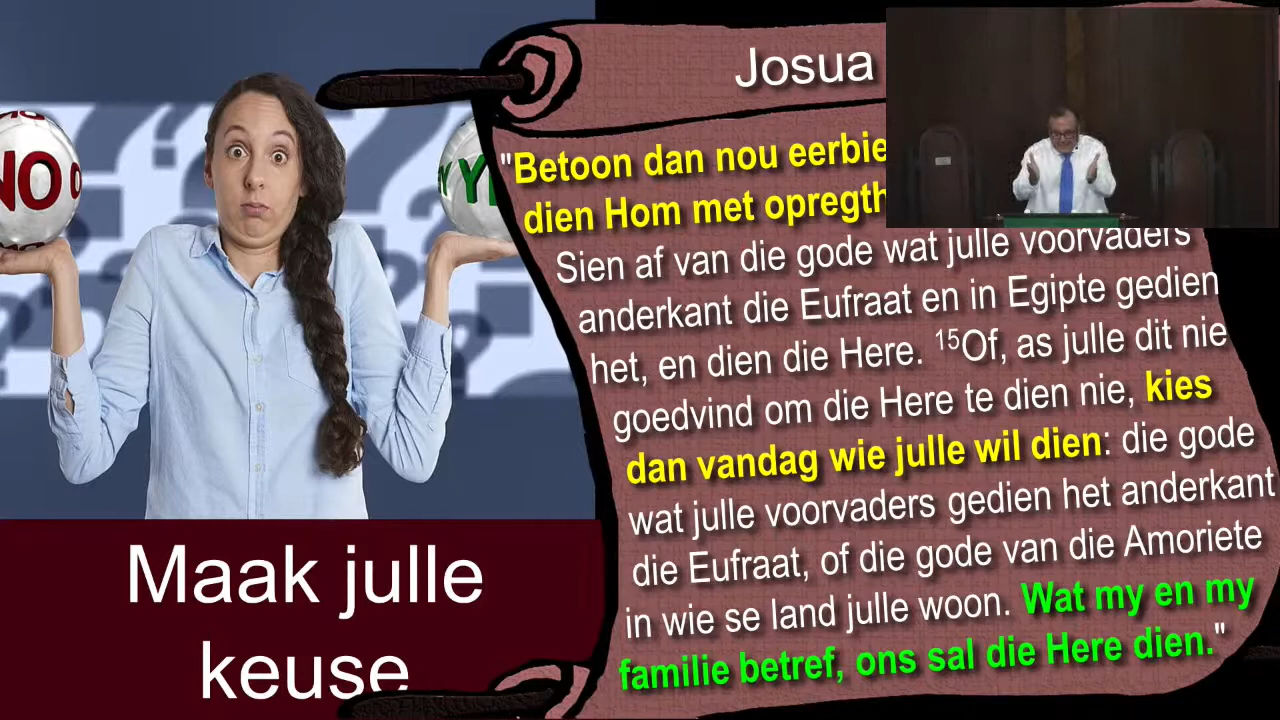 NO
YE
Maak julle
keuse
Josua
"Betoon dan nou
dien Hom met
Sien af van die gode wat julle voorvaders
anderkant die Eufraat en in Egipte gedien
het, en dien die Here. ¹⁵Of, as julle dit nie
goedvind om die Here te dien nie, kies
dan vandag wie julle wil dien: die gode
wat julle voorvaders gedien het anderkant
die Eufraat, of die gode van die Amoriete
in wie se land julle woon. Wat my en my
familie betref, ons sal die Here dien."